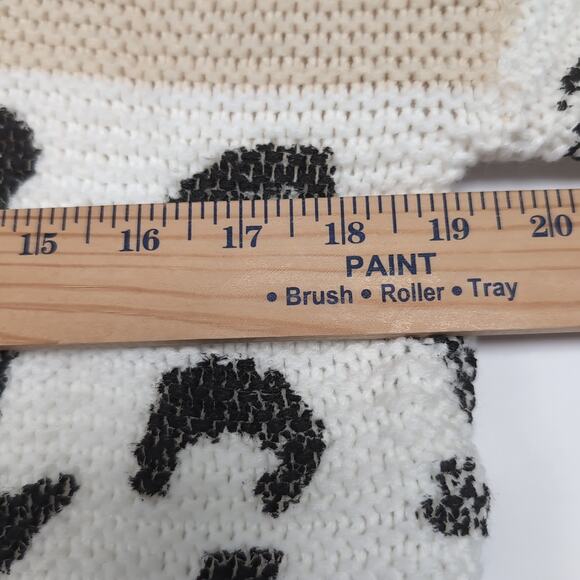 15 16 17 18 19 20
PAINT
• Brush • Roller • Tray